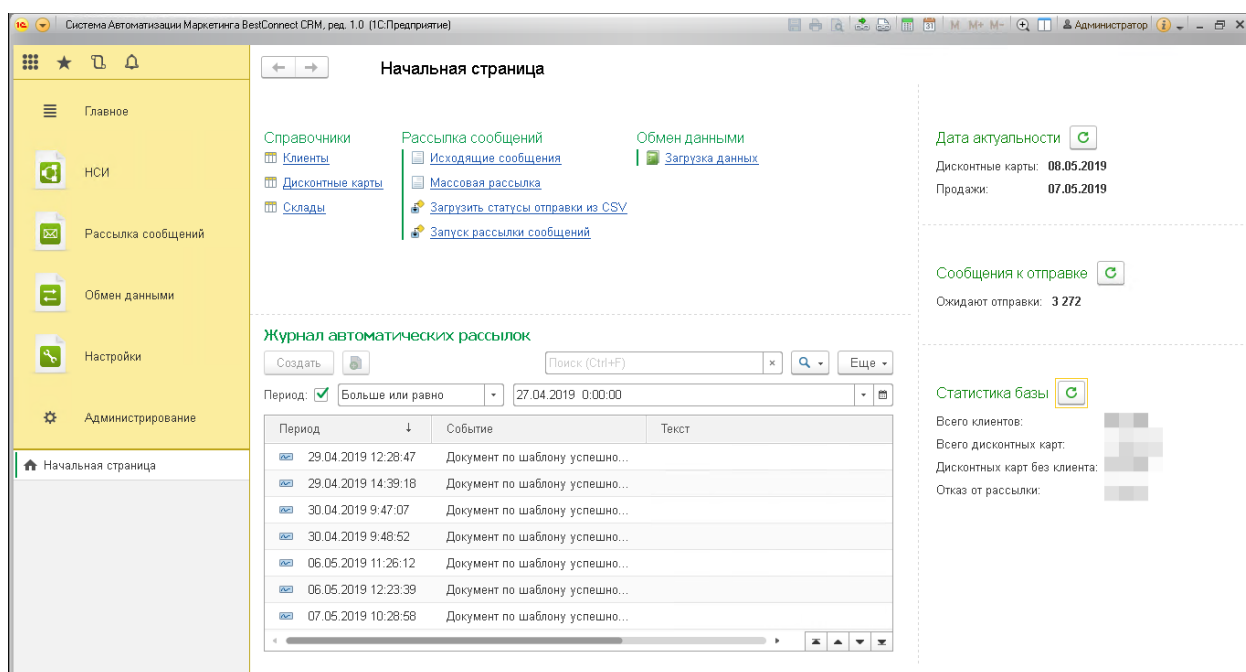 Система Автоматизации Маркетинга BestConnect CRM, ред. 1.0 (1С:Предприятие)
M M+ M-
Администратор
Главное
НСИ
Рассылка сообщений
Обмен данными
Настройки
Администрирование
Начальная страница
Начальная страница
Справочники
Клиенты
Дисконтные карты
Склады
Рассылка сообщений
Исходящие сообщения
Массовая рассылка
Загрузить статусы отправки из CSV
Запуск рассылки сообщений
Обмен данными
Загрузка данных
Журнал автоматических рассылок
Создать
Поиск (Ctrl+F)
Еще
Период: Больше или равно 27.04.2019 0:00:00
Период Событие Текст
29.04.2019 12:28:47 Документ по шаблону успешно...
29.04.2019 14:39:18 Документ по шаблону успешно...
30.04.2019 9:47:07 Документ по шаблону успешно...
30.04.2019 9:48:52 Документ по шаблону успешно...
06.05.2019 11:26:12 Документ по шаблону успешно...
06.05.2019 12:23:39 Документ по шаблону успешно...
07.05.2019 10:28:58 Документ по шаблону успешно...
Дата актуальности
Дисконтные карты: 08.05.2019
Продажи: 07.05.2019
Сообщения к отправке
Ожидают отправки: 3 272
Статистика базы
Всего клиентов:
Всего дисконтных карт:
Дисконтных карт без клиента:
Отказ от рассылки: